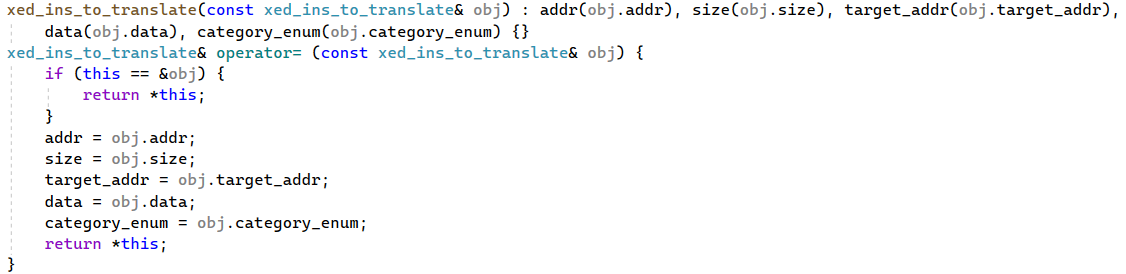 xed_ins_to_translate(const xed_ins_to_translate& obj) : addr(obj.addr), size(obj.size), target_addr(obj.target_addr),
    data(obj.data), category_enum(obj.category_enum) {}
xed_ins_to_translate& operator= (const xed_ins_to_translate& obj) {
    if (this == &obj) {
        return *this;
    }
    addr = obj.addr;
    size = obj.size;
    target_addr = obj.target_addr;
    data = obj.data;
    category_enum = obj.category_enum;
    return *this;
}